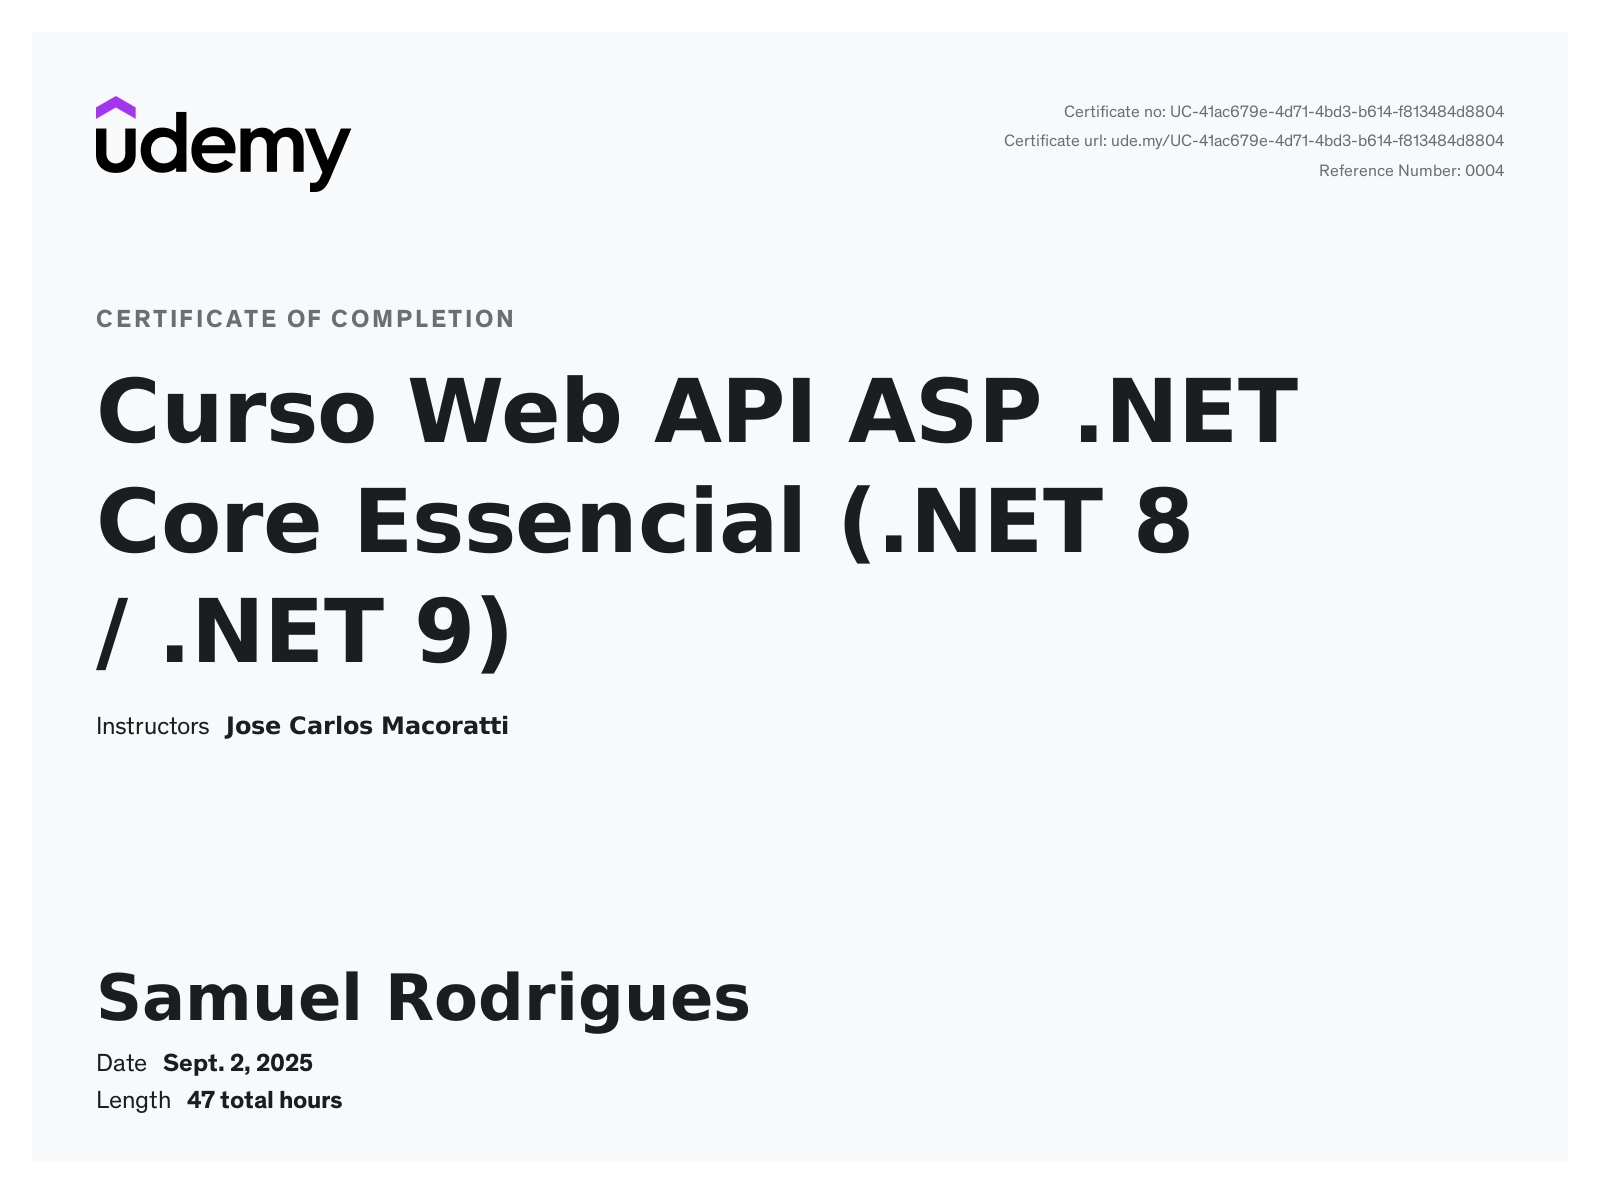 udemy
Certificate no: UC-41ac679e-4d71-4bd3-b614-f813484d8804
Certificate url: ude.my/UC-41ac679e-4d71-4bd3-b614-f813484d8804
Reference Number: 0004
CERTIFICATE OF COMPLETION
Curso Web API ASP .NET
Core Essencial (.NET 8
/ .NET 9)
Instructors Jose Carlos Macoratti
Samuel Rodrigues
Date Sept. 2, 2025
Length 47 total hours